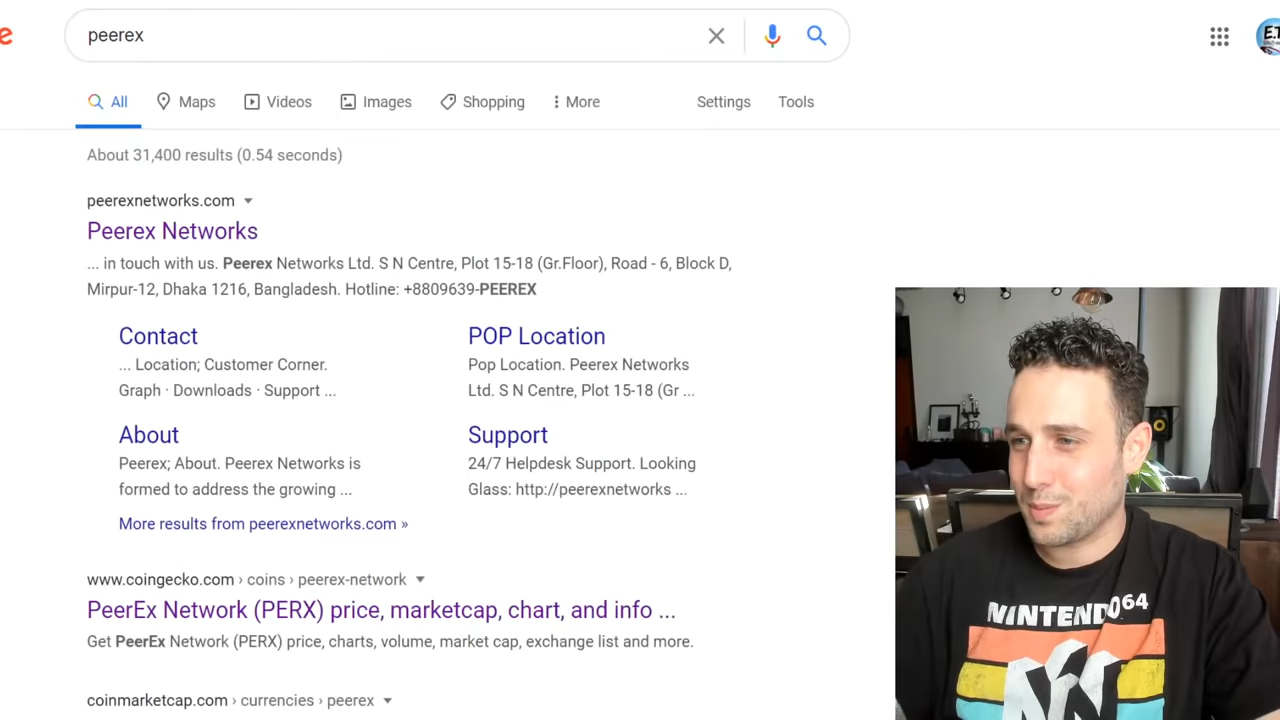 e
peerex
E.T
All
Maps
Videos
Images
Shopping
More
Settings
Tools
About 31,400 results (0.54 seconds)
peerexnetworks.com
Peerex Networks
... in touch with us. Peerex Networks Ltd. S N Centre, Plot 15-18 (Gr.Floor), Road - 6, Block D,
Mirpur-12, Dhaka 1216, Bangladesh. Hotline: +8809639-PEEREX
Contact
... Location; Customer Corner.
Graph · Downloads · Support ...
POP Location
Pop Location. Peerex Networks
Ltd. S N Centre, Plot 15-18 (Gr ...
About
Peerex; About. Peerex Networks is
formed to address the growing ...
Support
24/7 Helpdesk Support. Looking
Glass: http://peerexnetworks ...
More results from peerexnetworks.com »
www.coingecko.com › coins › peerex-network
PeerEx Network (PERX) price, marketcap, chart, and info ...
Get PeerEx Network (PERX) price, charts, volume, market cap, exchange list and more.
coinmarketcap.com › currencies › peerex
NINTENDO64